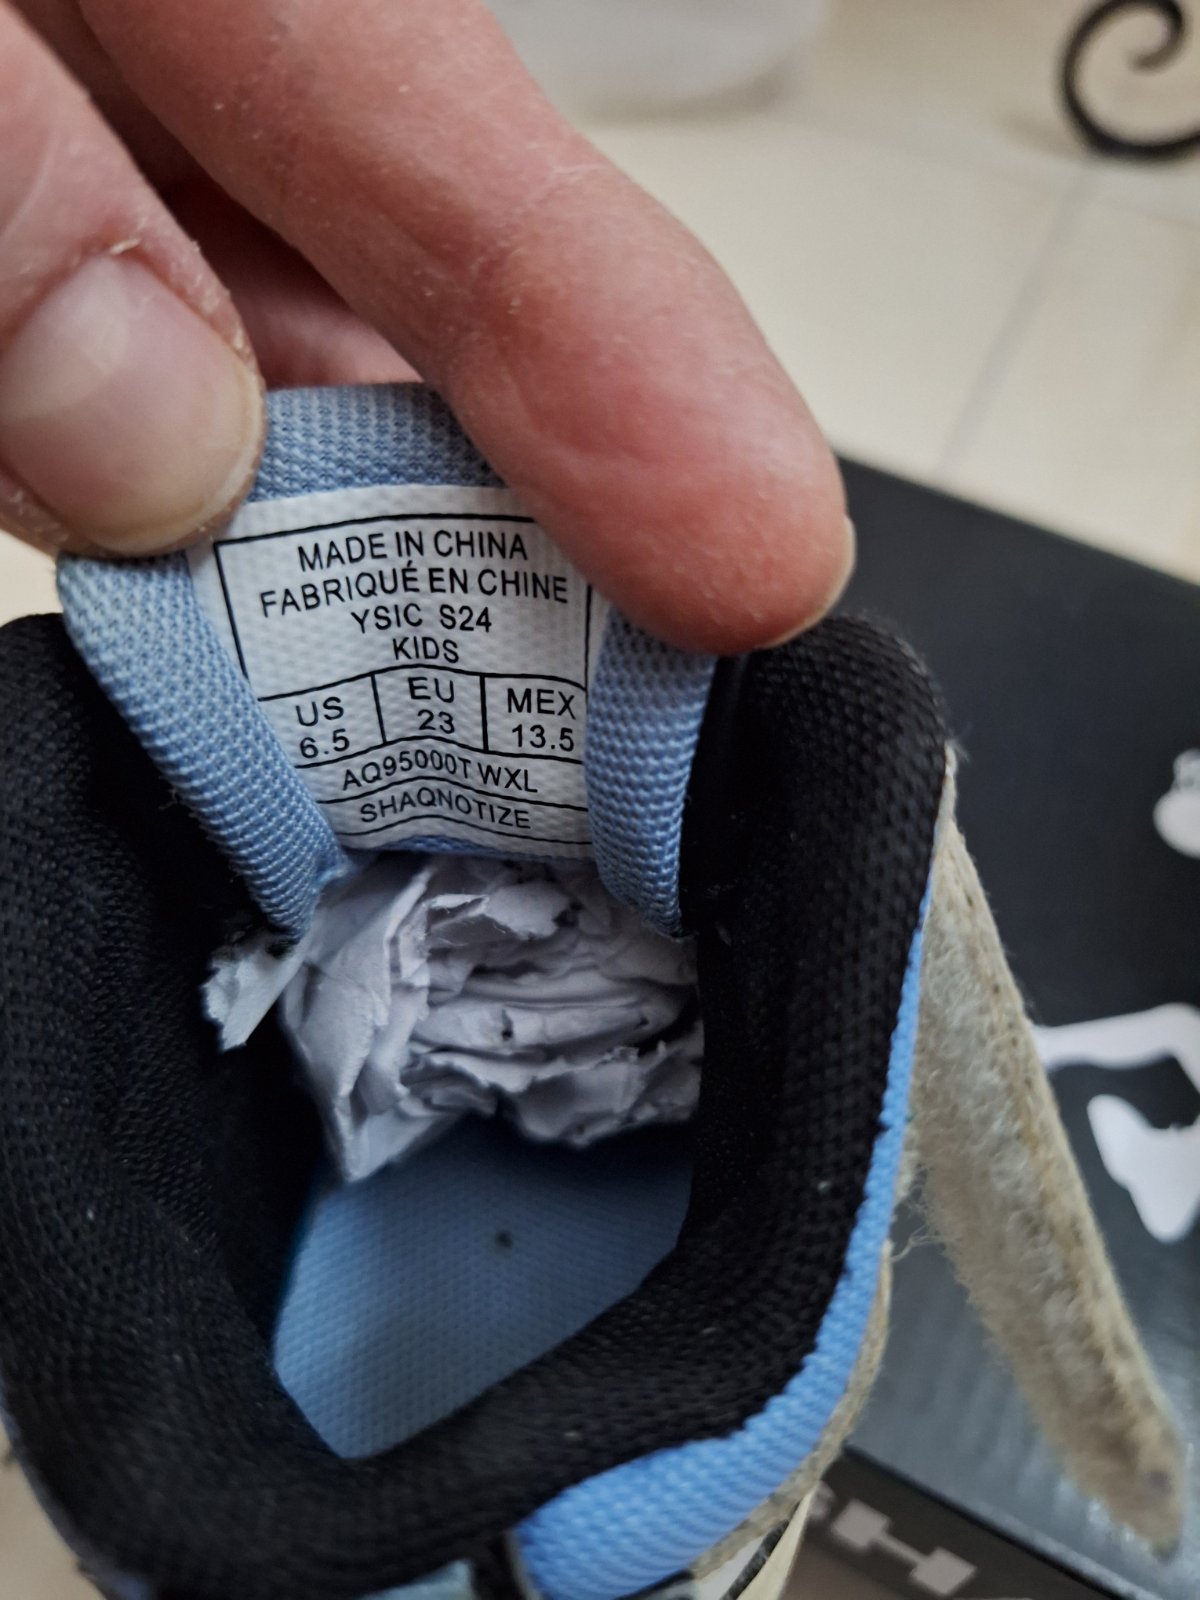 MADE IN CHINA
FABRIQUÉ EN CHINE
YSIC S24
KIDS
US EU MEX
6.5 23 13.5
AQ95000T WXL
SHAQNOTIZE